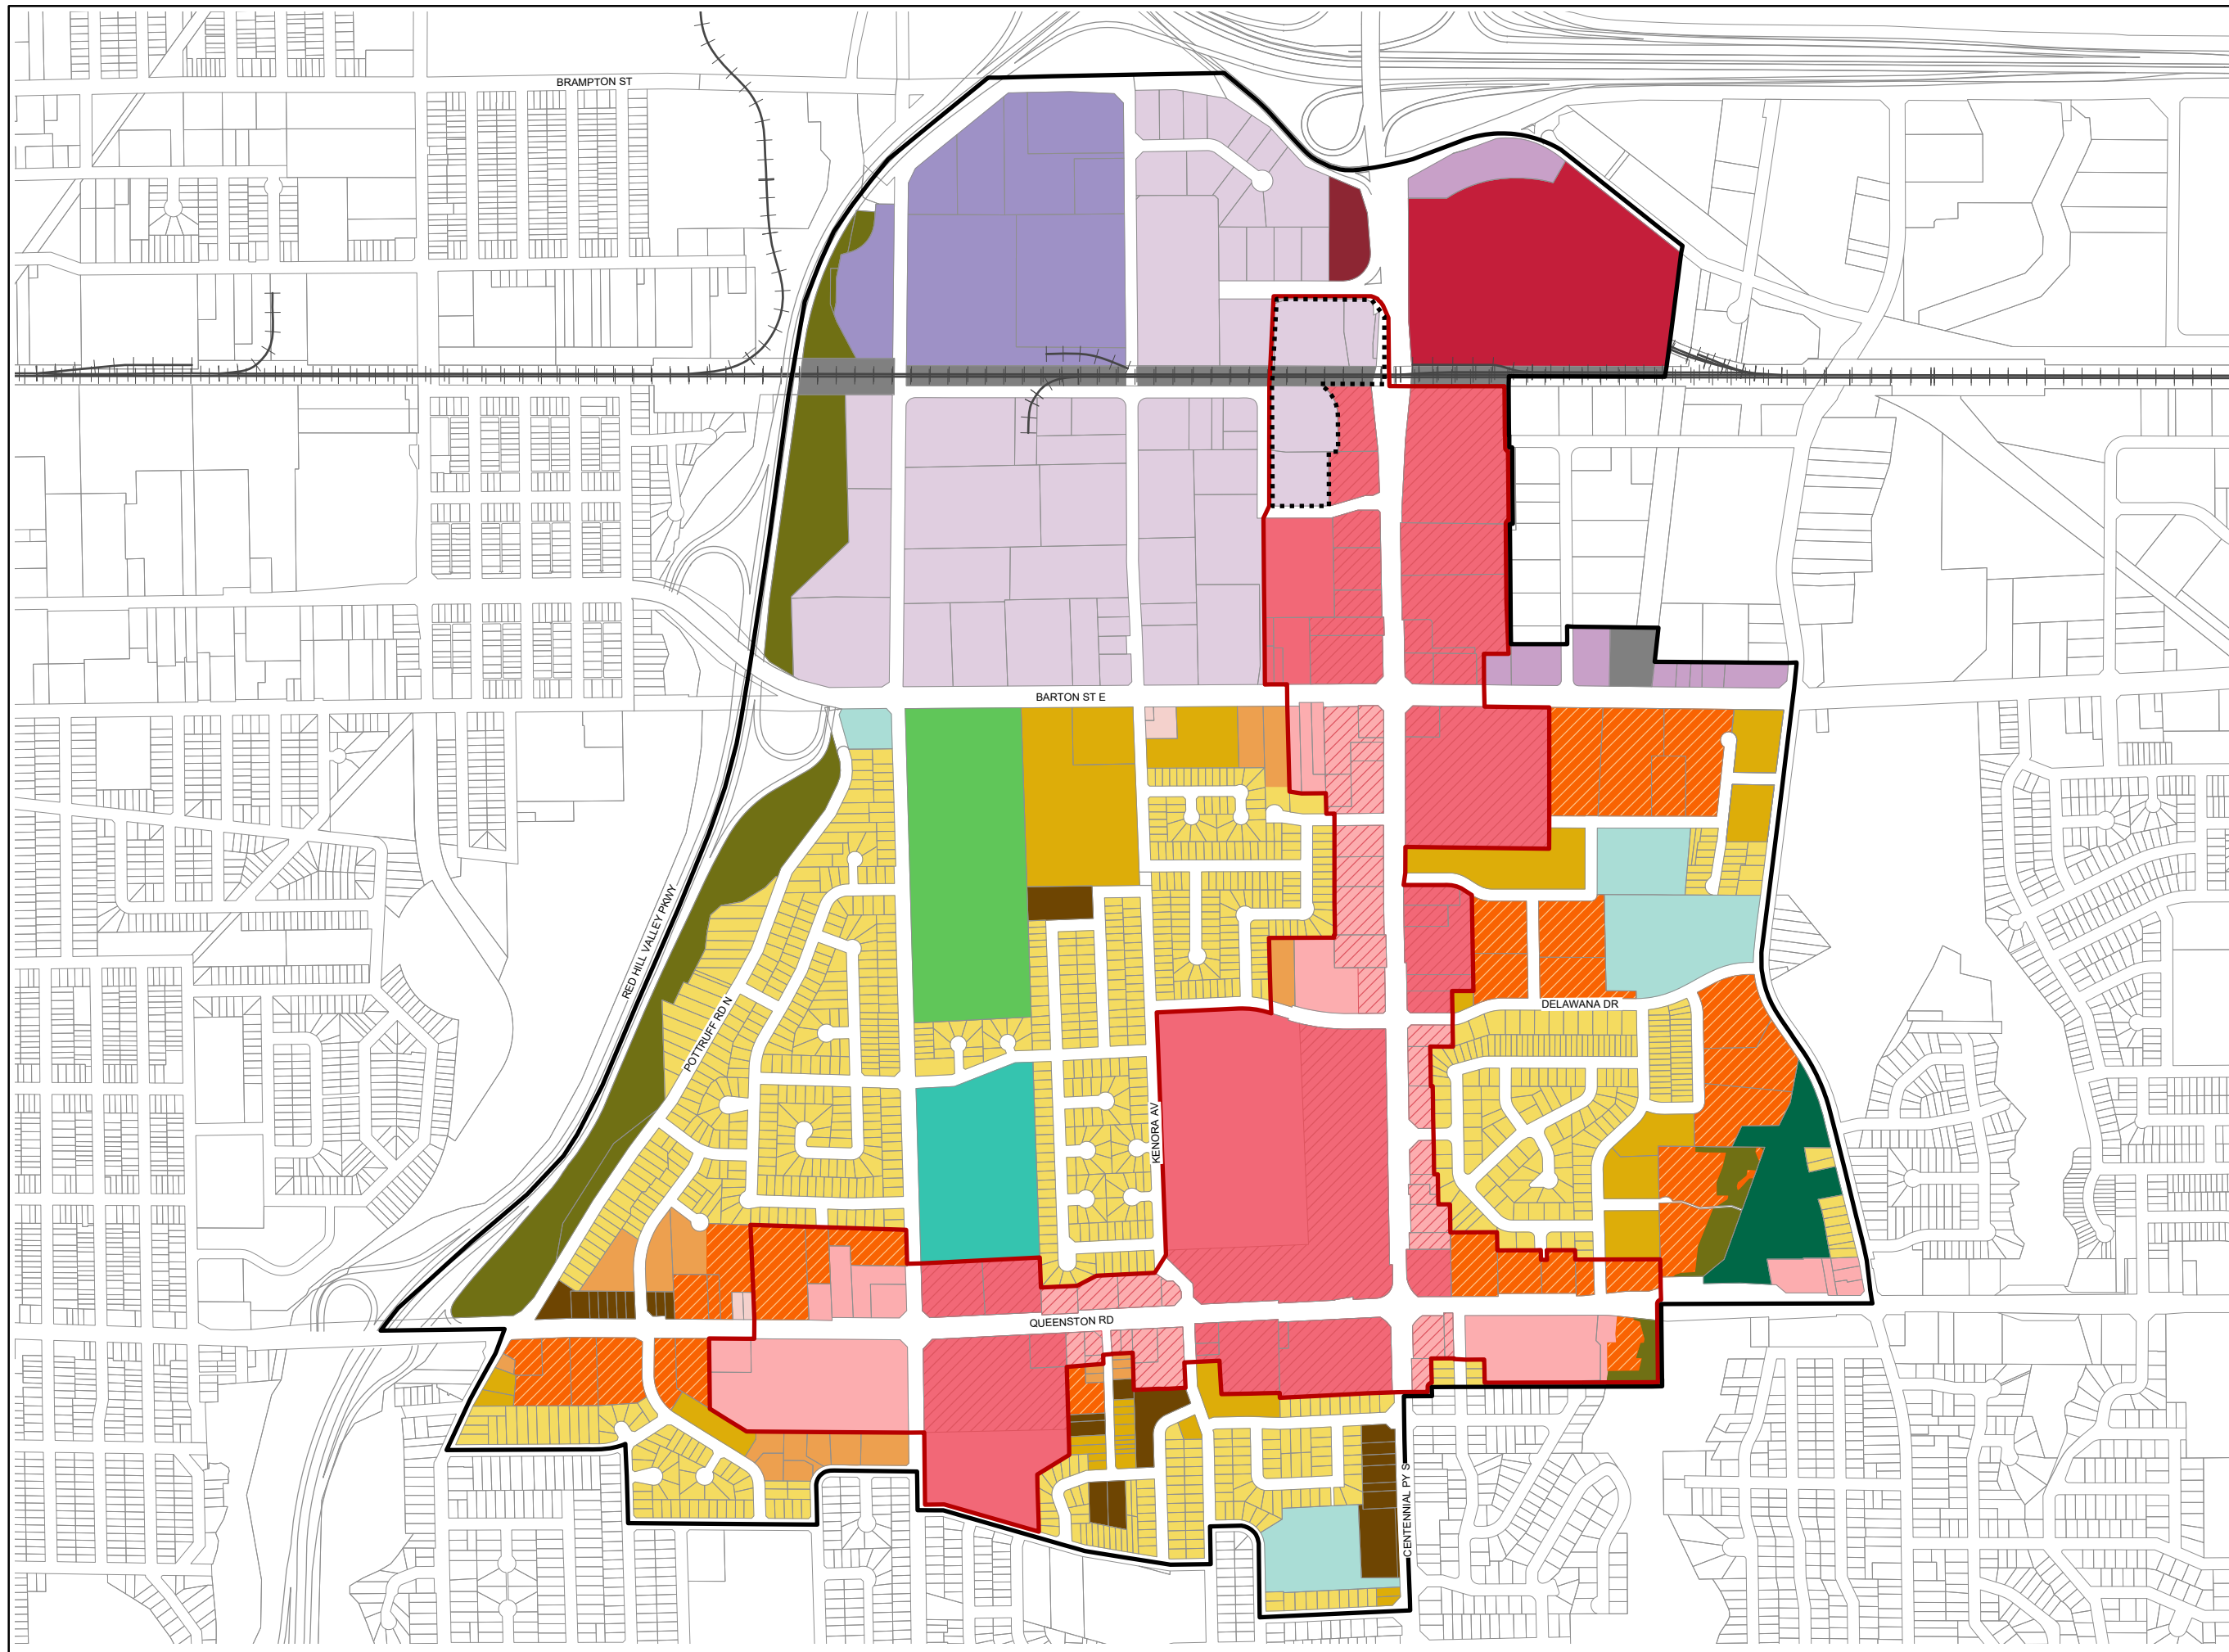 BRAMPTON ST
BARTON ST E
RED HILL VALLEY PKWY
POTTRUFF RD N
DELAWANA DR
KENORA AV
QUEENSTON RD
CENTENNIAL PY S